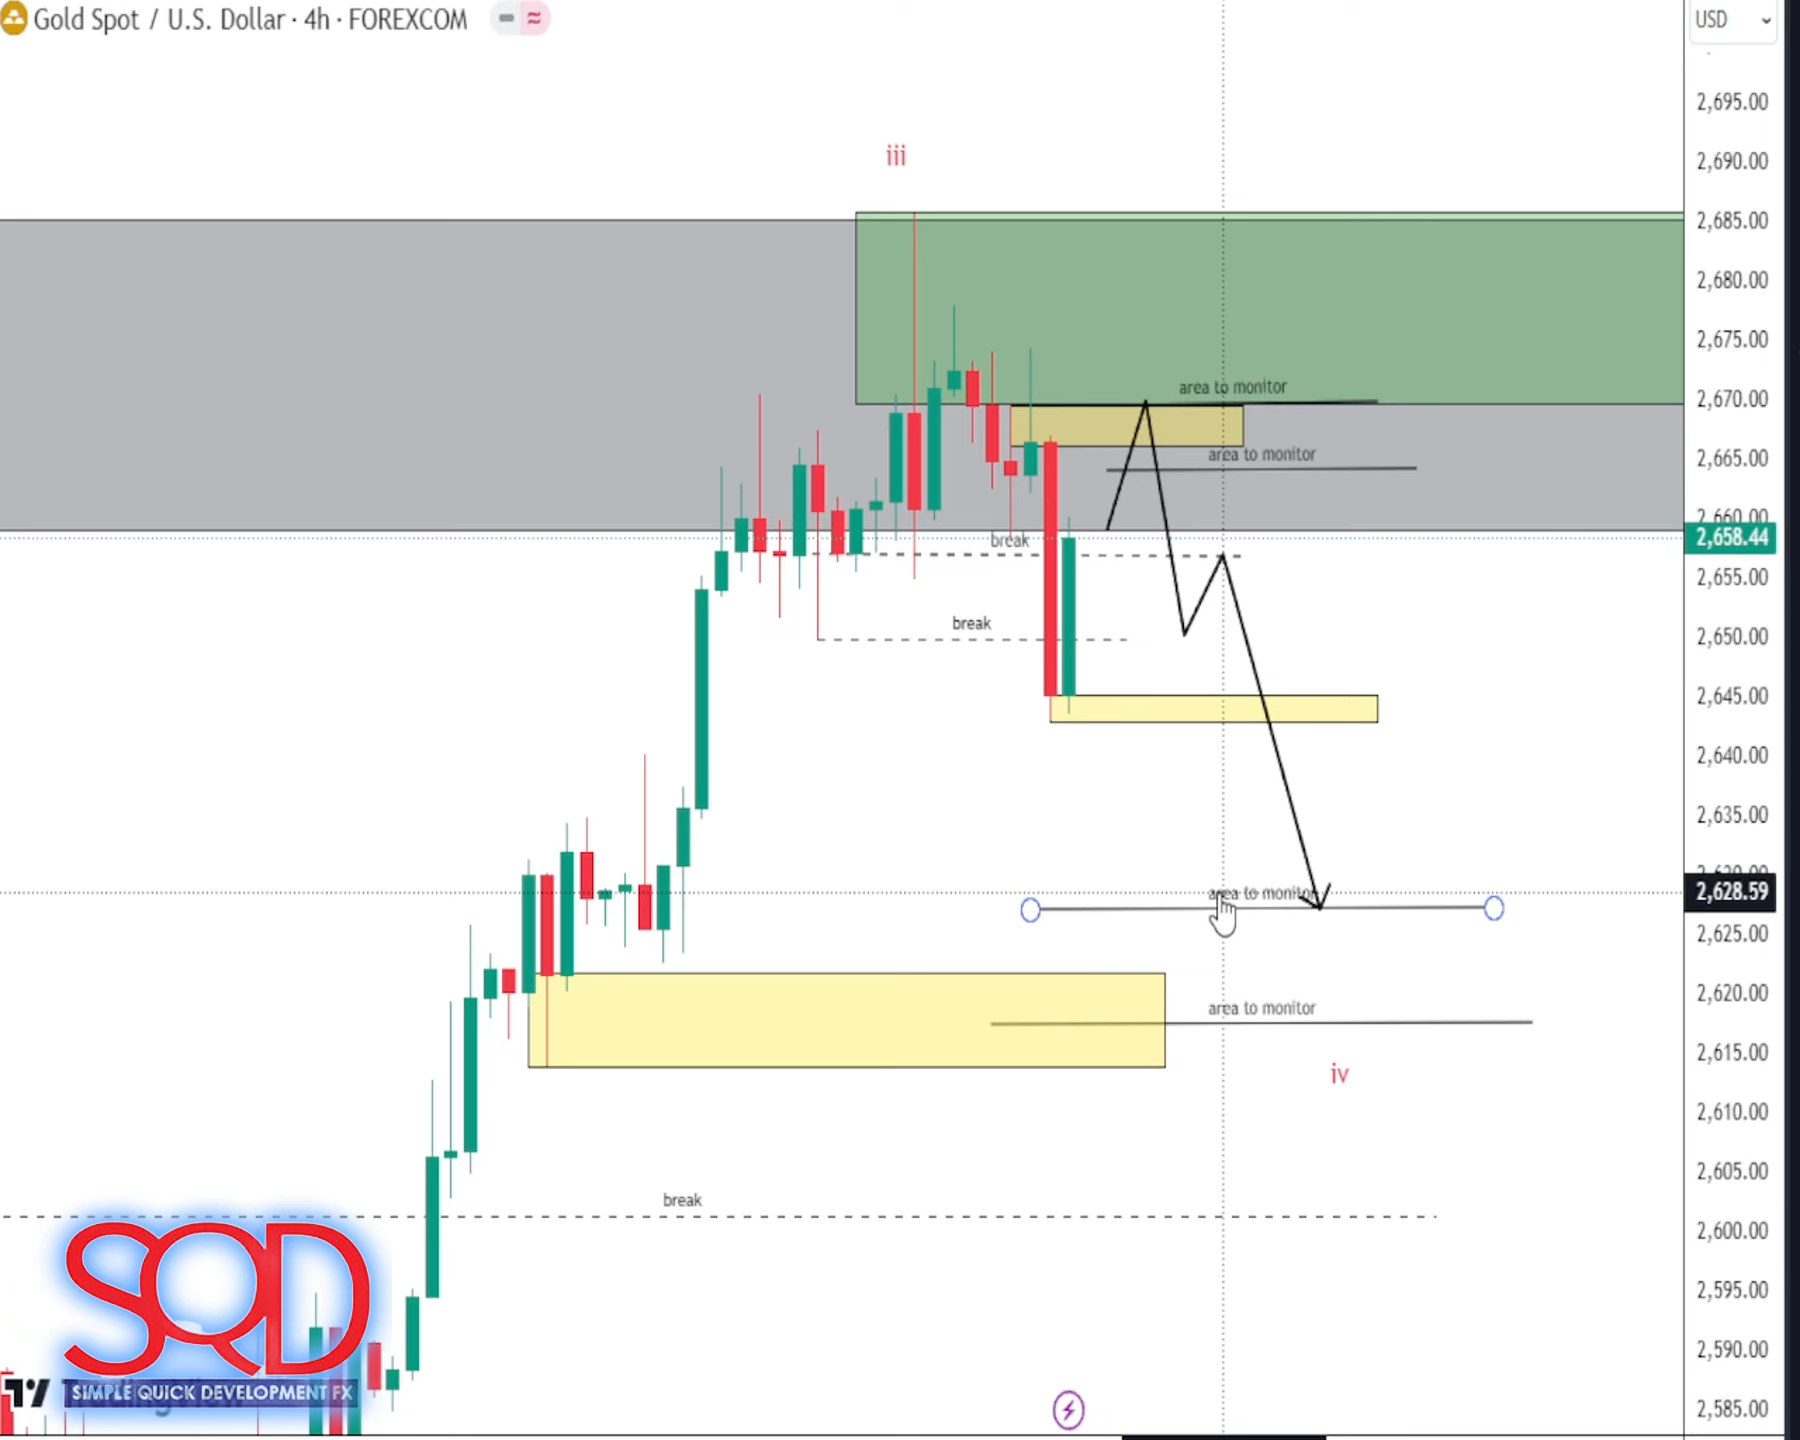 Gold Spot / U.S. Dollar · 4h · FOREXCOM
USD
2,695.00
iii
2,690.00
2,685.00
2,680.00
2,675.00
area to monitor
2,670.00
area to monitor
2,665.00
2,660.00
break
2,658.44
2,655.00
break
2,650.00
2,645.00
2,640.00
2,635.00
area to monitor
2,628.59
2,625.00
2,620.00
area to monitor
2,615.00
iv
2,610.00
2,605.00
break
2,600.00
SQD
2,595.00
2,590.00
SIMPLE QUICK DEVELOPMENT FX
2,585.00